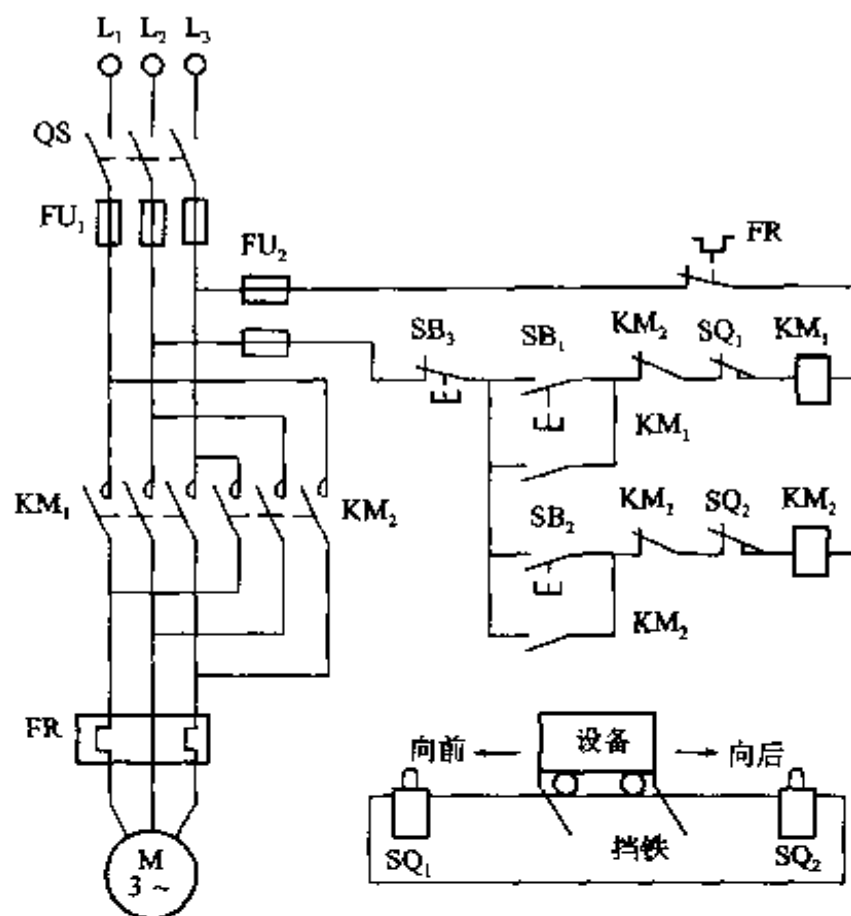 L₁ L₂ L₃
QS
FU₁
FU₂
FR
SB₃ SB₁ KM₂ SQ₁ KM₁
KM₁
KM₁ KM₂
SB₂ KM₁ SQ₂ KM₂
KM₂
FR
向前 设备 向后
SQ₁ 挡铁 SQ₂
M
3 ~